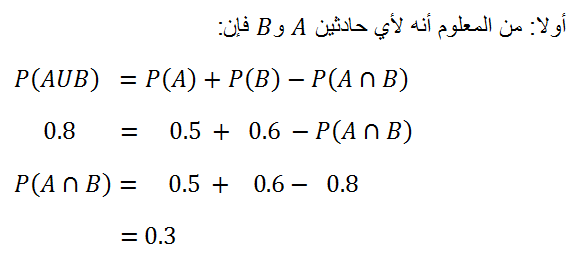 أولا: من المعلوم أنه لأي حادثين A و B فإن:
P(AUB) = P(A) + P(B) − P(A ∩ B)
0.8 = 0.5 + 0.6 − P(A ∩ B)
P(A ∩ B) = 0.5 + 0.6 − 0.8
= 0.3